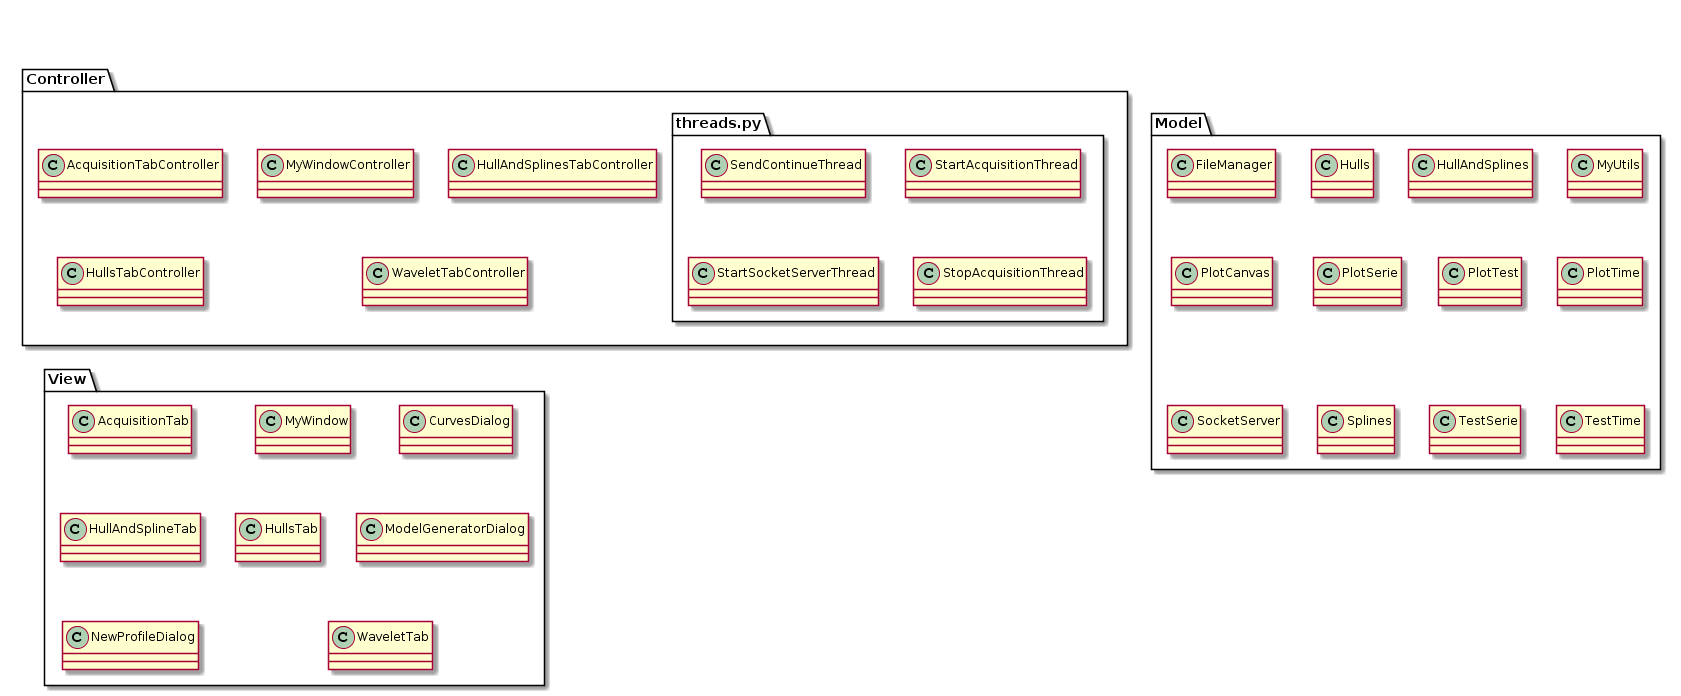 Controller
threads.py
C AcquisitionTabController
C MyWindowController
C HullAndSplinesTabController
C SendContinueThread
C StartAcquisitionThread
C HullsTabController
C WaveletTabController
C StartSocketServerThread
C StopAcquisitionThread
Model
C FileManager
C Hulls
C HullAndSplines
C MyUtils
C PlotCanvas
C PlotSerie
C PlotTest
C PlotTime
C SocketServer
C Splines
C TestSerie
C TestTime
View
C AcquisitionTab
C MyWindow
C CurvesDialog
C HullAndSplineTab
C HullsTab
C ModelGeneratorDialog
C NewProfileDialog
C WaveletTab